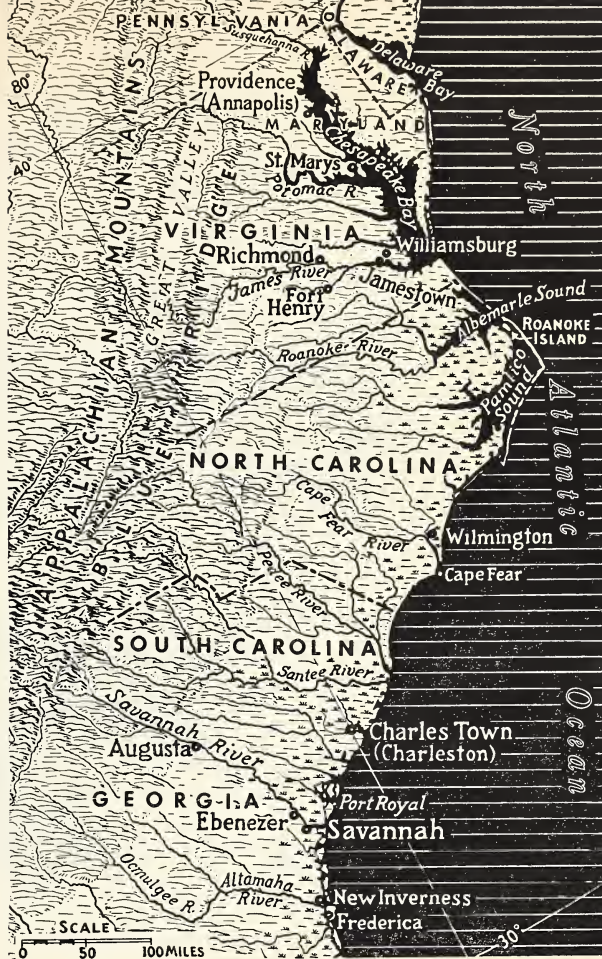 PENNSYLVANIA
Susquehanna
DELAWARE
Delaware
Bay
80°
Providence
(Annapolis)
MARYLAND
40°
Chesapeake Bay
St. Marys
Potomac R.
North
Atlantic
Ocean
APPALACHIAN MOUNTAINS
GREAT VALLEY
BLUE RIDGE
VIRGINIA
Williamsburg
Richmond
James River
Jamestown
Fort
Henry
Albemarle Sound
ROANOKE
ISLAND
Roanoker River
Pamlico
Sound
NORTH CAROLINA
Cape
Fear River
Wilmington
Cape Fear
Pee Dee River
SOUTH CAROLINA
Santee River
Savannah River
Charles Town
(Charleston)
Augusta
GEORGIA
Port Royal
Ebenezer
Savannah
Ocmulgee R.
Altamaha
River
New Inverness
Frederica
30°
SCALE
0 50 100 MILES